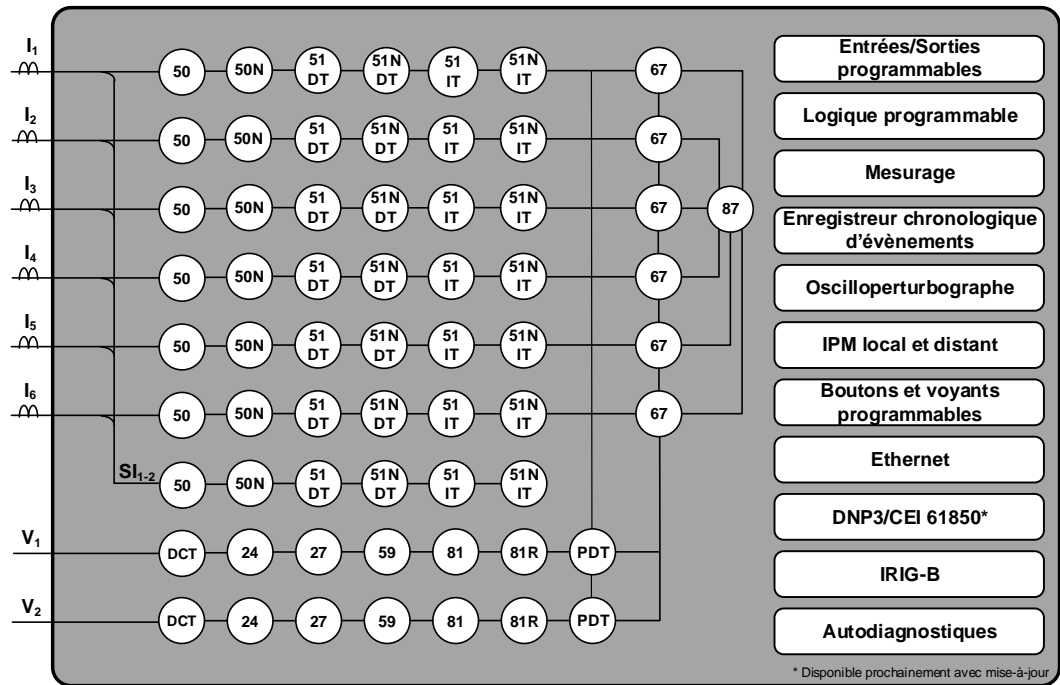 I1
50
50N
51
DT
51N
DT
51
IT
51N
IT
67
I2
50
50N
51
DT
51N
DT
51
IT
51N
IT
67
I3
50
50N
51
DT
51N
DT
51
IT
51N
IT
67
87
I4
50
50N
51
DT
51N
DT
51
IT
51N
IT
67
I5
50
50N
51
DT
51N
DT
51
IT
51N
IT
67
I6
50
50N
51
DT
51N
DT
51
IT
51N
IT
67
SI1-2
50
50N
51
DT
51N
DT
51
IT
51N
IT
V1
DCT
24
27
59
81
81R
PDT
V2
DCT
24
27
59
81
81R
PDT
Entrées/Sorties
programmables
Logique programmable
Mesurage
Enregistreur chronologique
d'évènements
Oscilloperturbographe
IPM local et distant
Boutons et voyants
programmables
Ethernet
DNP3/CEI 61850*
IRIG-B
Autodiagnostiques
* Disponible prochainement avec mise-à-jour